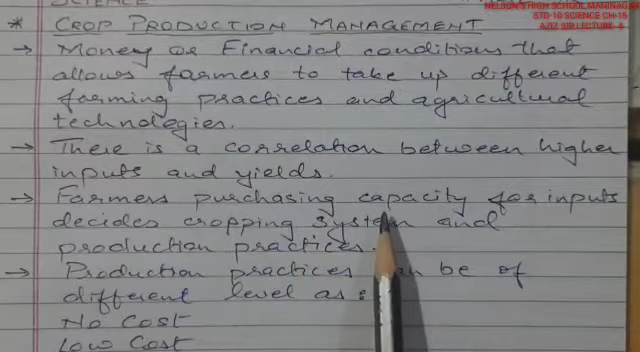 SCIENCE
NELSON'S HIGH SCHOOL MANINAGAR
STD-10 SCIENCE CH-15
AZIZ SIR LECTURE- 4
* CROP PRODUCTION MANAGEMENT
→ Money or Financial conditions that
allows farmers to take up different
farming practices and agricultural
technologies.
→ There is a correlation between higher
inputs and yields.
→ Farmers purchasing capacity for inputs
decides cropping system and
production practices.
→ Production practices can be of
different level as:
No Cost
Low Cost